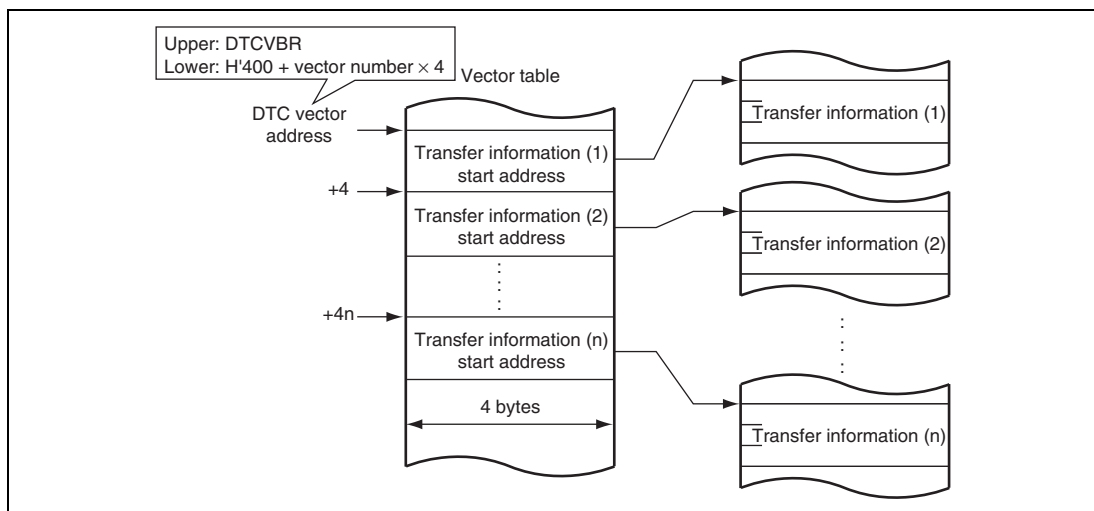 Upper: DTCVBR
Lower: H'400 + vector number × 4
Vector table
DTC vector
address
Transfer information (1)
start address
+4
Transfer information (2)
start address
+4n
Transfer information (n)
start address
4 bytes
Transfer information (1)
Transfer information (2)
Transfer information (n)